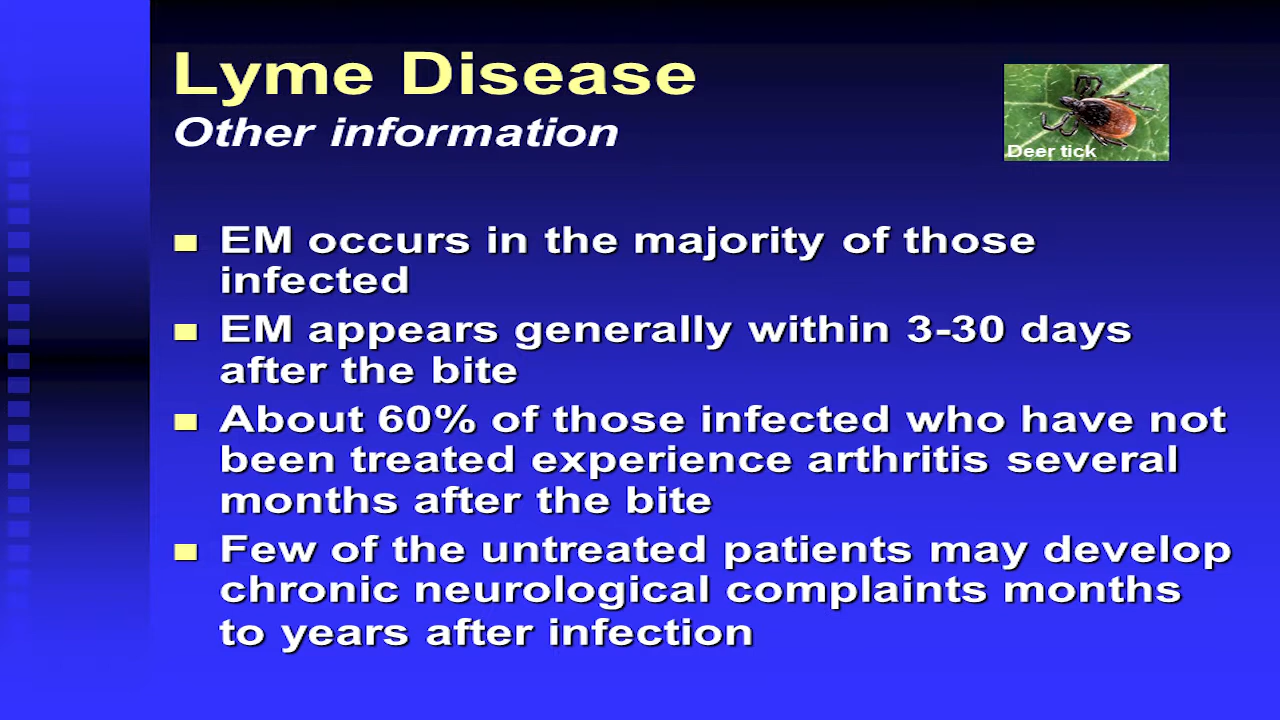 Lyme Disease
Other information
Deer tick
EM occurs in the majority of those
infected
EM appears generally within 3-30 days
after the bite
About 60% of those infected who have not
been treated experience arthritis several
months after the bite
Few of the untreated patients may develop
chronic neurological complaints months
to years after infection